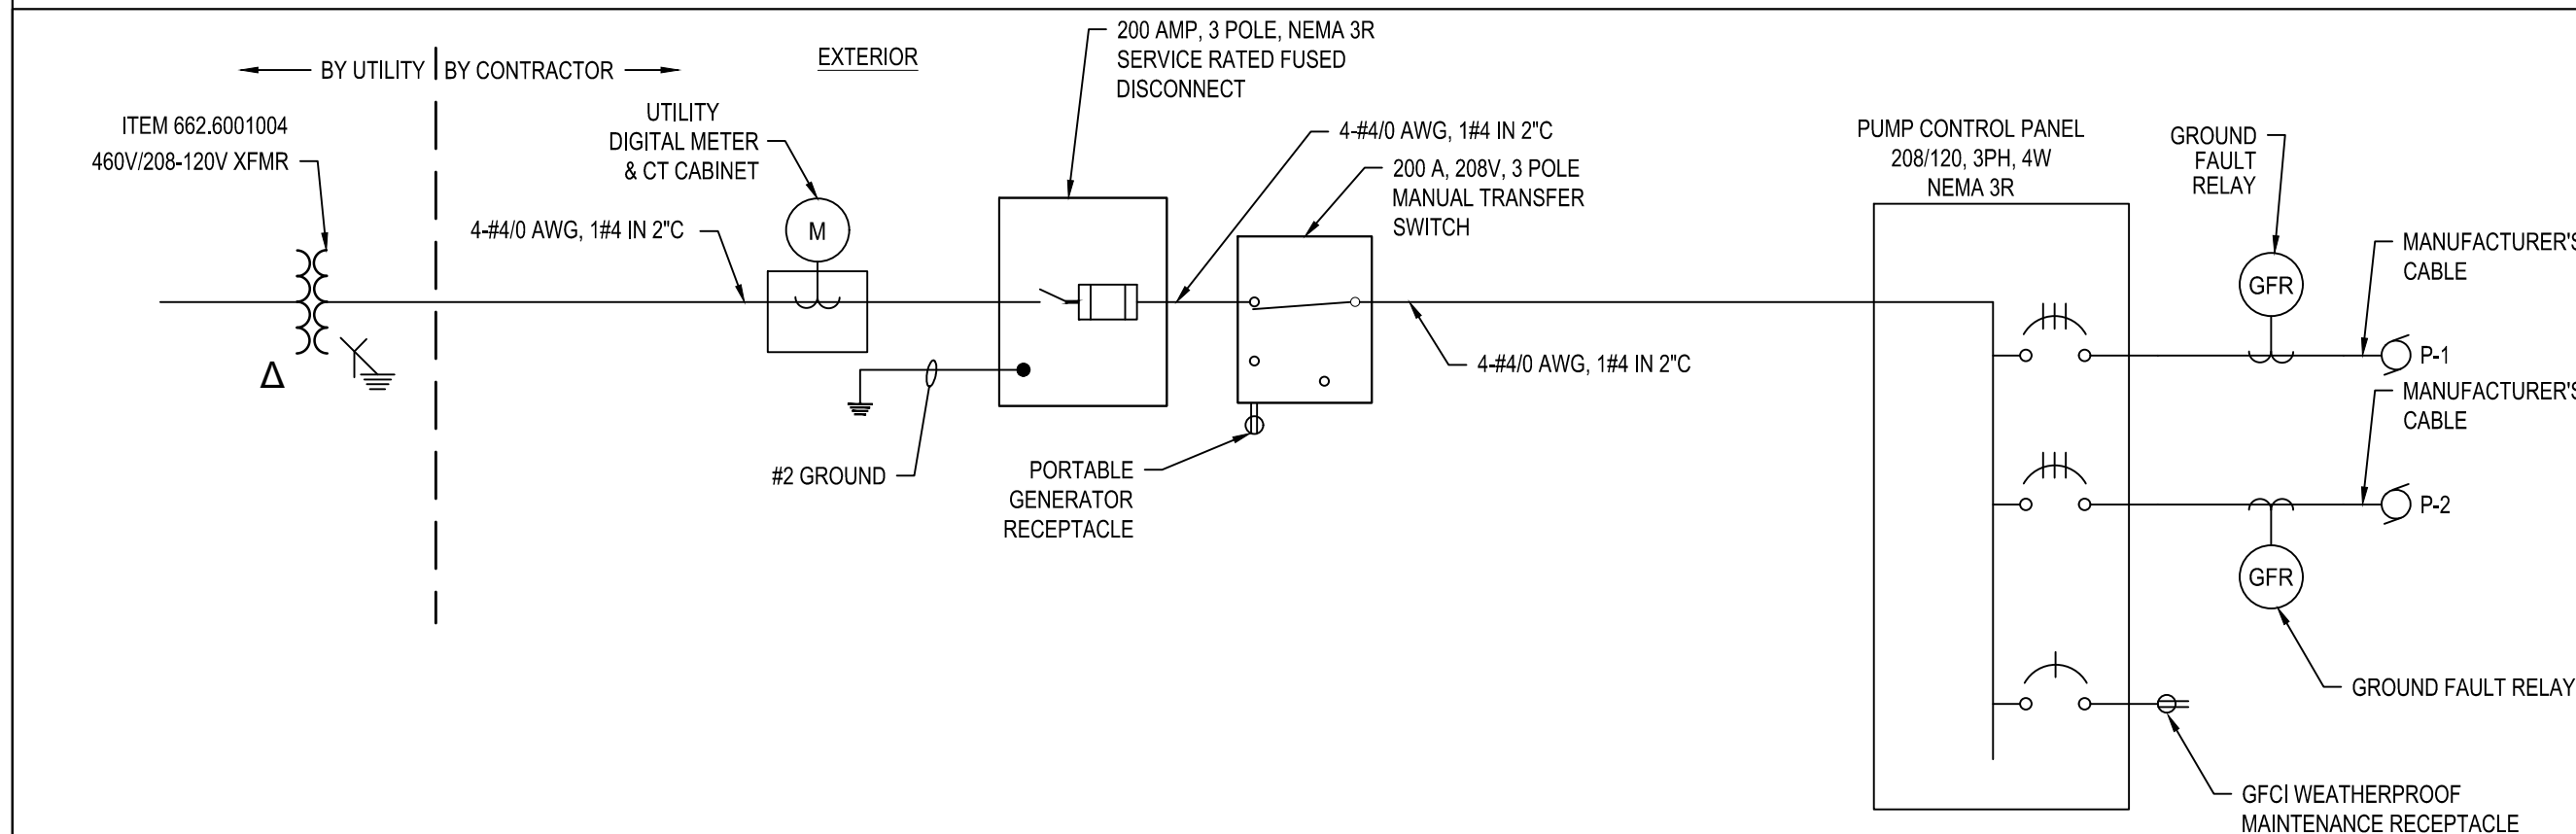 BY UTILITY
BY CONTRACTOR
EXTERIOR
200 AMP, 3 POLE, NEMA 3R
SERVICE RATED FUSED
DISCONNECT
ITEM 662.6001004
460V/208-120V XFMR
UTILITY
DIGITAL METER
& CT CABINET
4-#4/0 AWG, 1#4 IN 2"C
M
4-#4/0 AWG, 1#4 IN 2"C
200 A, 208V, 3 POLE
MANUAL TRANSFER
SWITCH
4-#4/0 AWG, 1#4 IN 2"C
Δ
#2 GROUND
PORTABLE
GENERATOR
RECEPTACLE
PUMP CONTROL PANEL
208/120, 3PH, 4W
NEMA 3R
GROUND
FAULT
RELAY
GFR
MANUFACTURER'S
CABLE
P-1
MANUFACTURER'S
CABLE
P-2
GFR
GROUND FAULT RELAY
GFCI WEATHERPROOF
MAINTENANCE RECEPTACLE